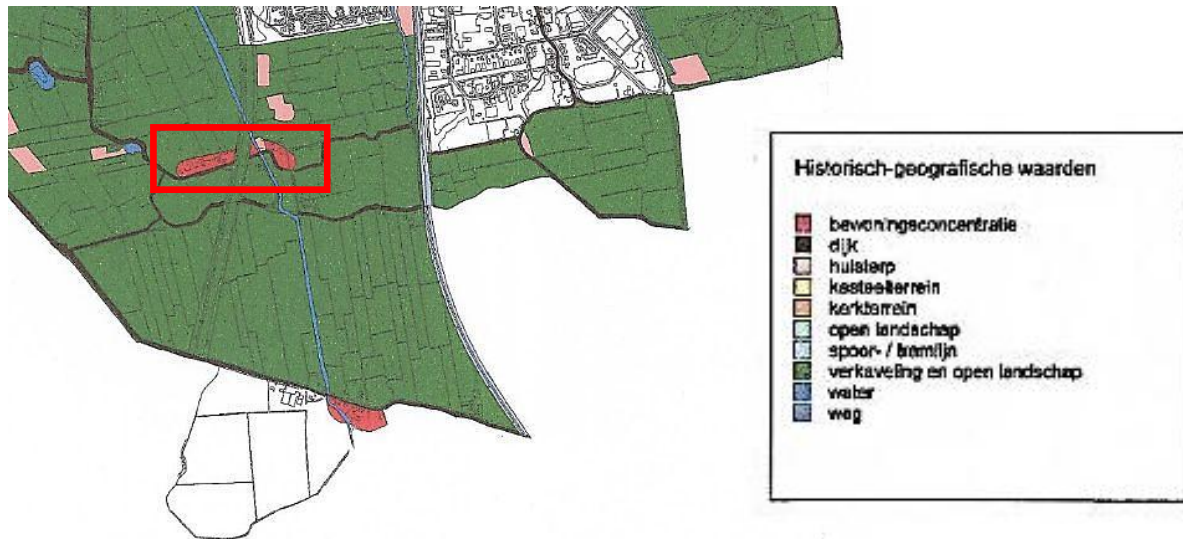 Historisch-geografische waarden
bewoningsconcentratie
dijk
huisterp
kasteelterrein
kerkterrein
open landschap
spoor- / tramlijn
verkaveling en open landschap
water
weg